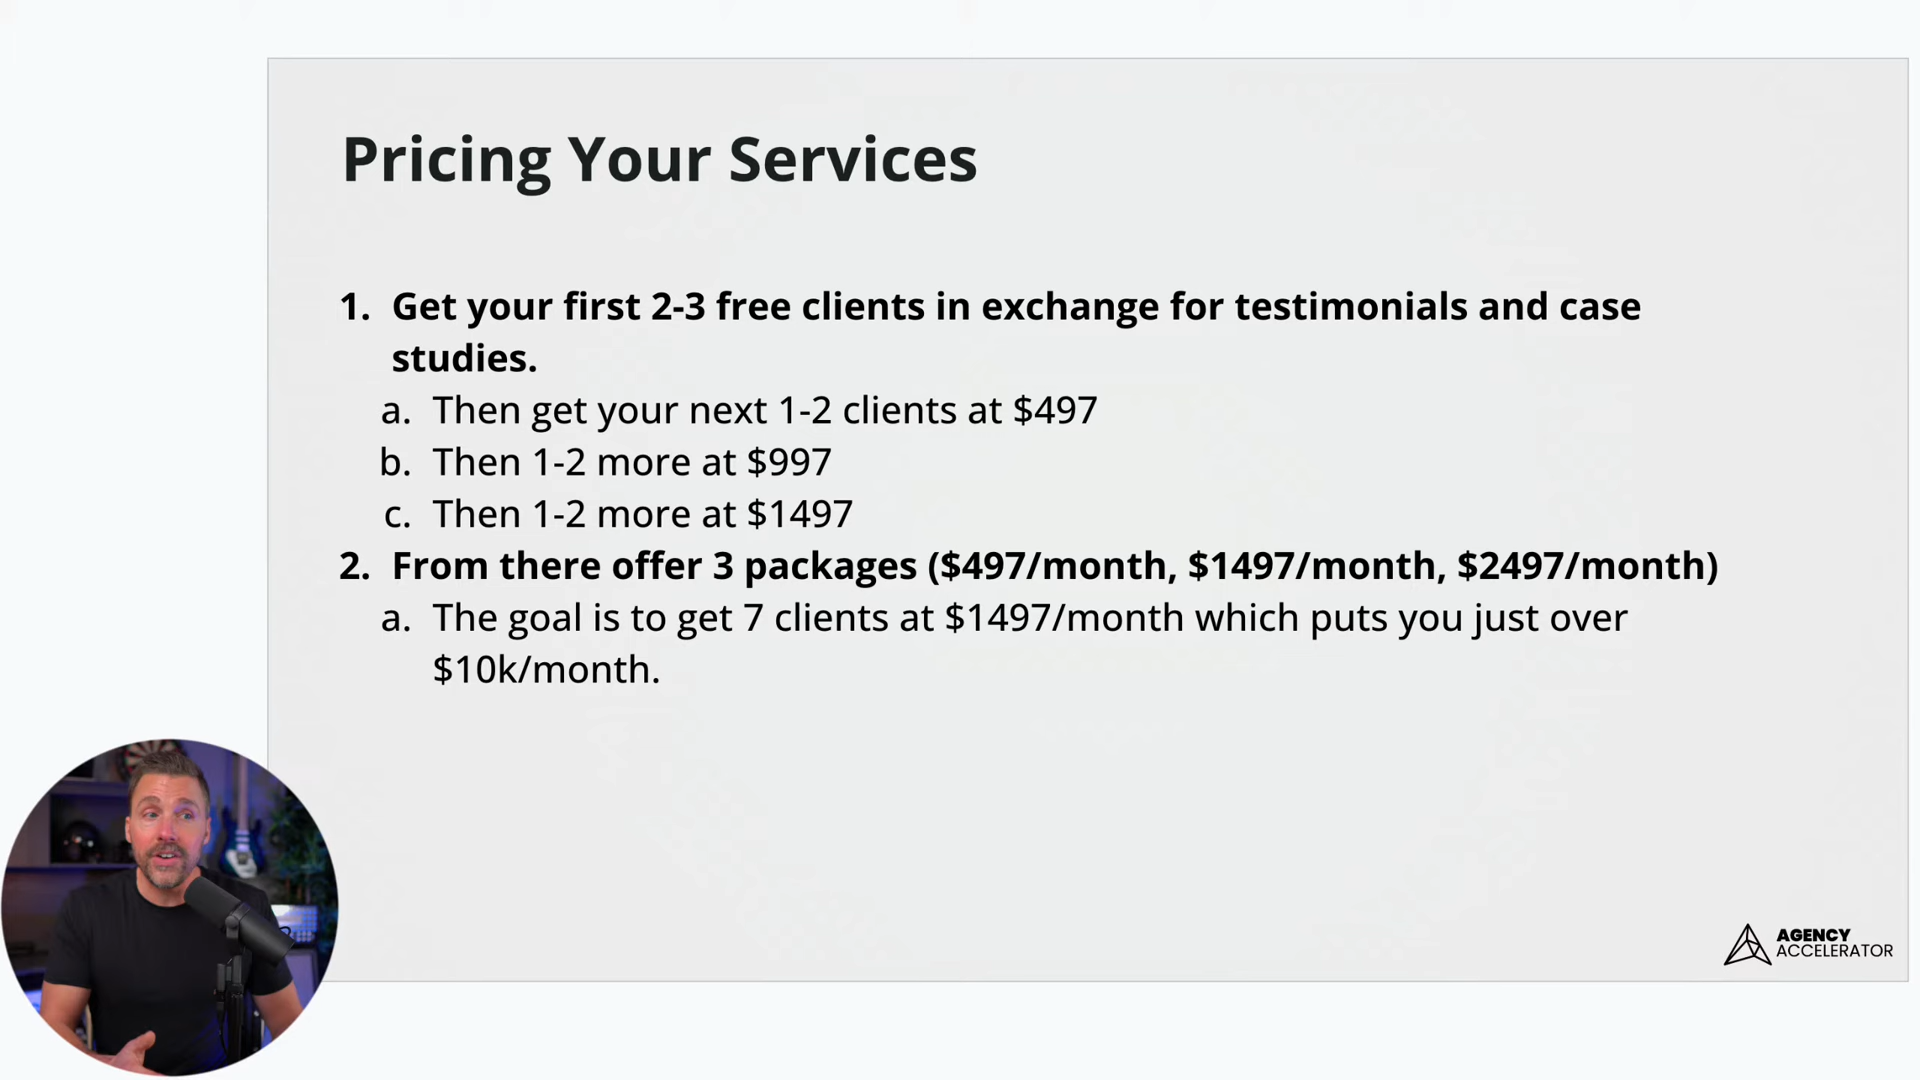 Pricing Your Services
1. Get your first 2-3 free clients in exchange for testimonials and case
studies.
a. Then get your next 1-2 clients at $497
b. Then 1-2 more at $997
c. Then 1-2 more at $1497
2. From there offer 3 packages ($497/month, $1497/month, $2497/month)
a. The goal is to get 7 clients at $1497/month which puts you just over
$10k/month.
AGENCY
ACCELERATOR